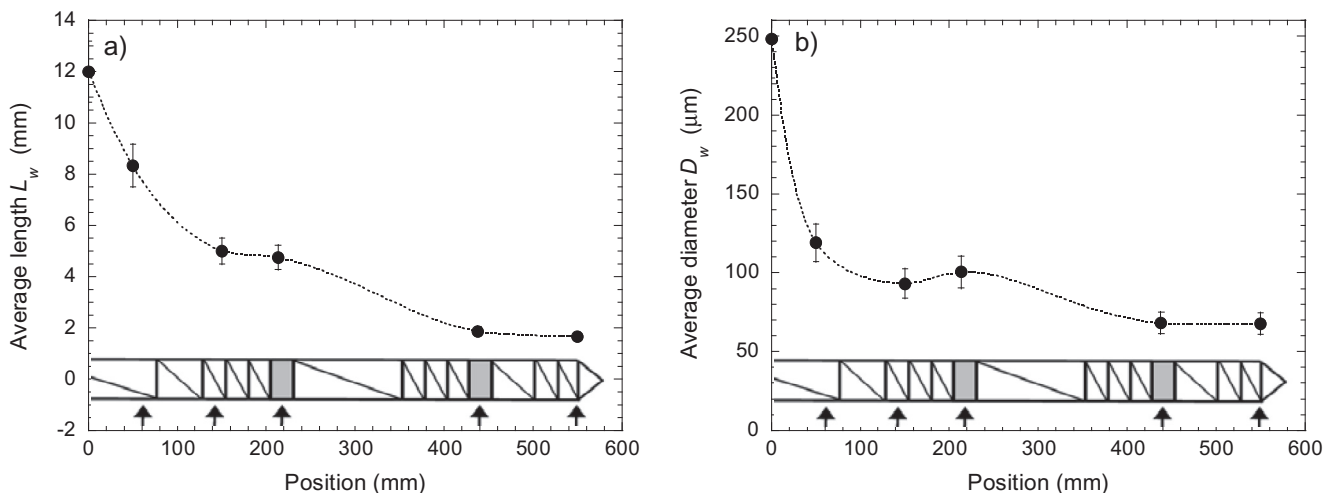 a)
Average length L_w (mm)
14
12
10
8
6
4
2
0
-2
0 100 200 300 400 500 600
Position (mm)
b)
Average diameter D_w (μm)
250
200
150
100
50
0
0 100 200 300 400 500 600
Position (mm)